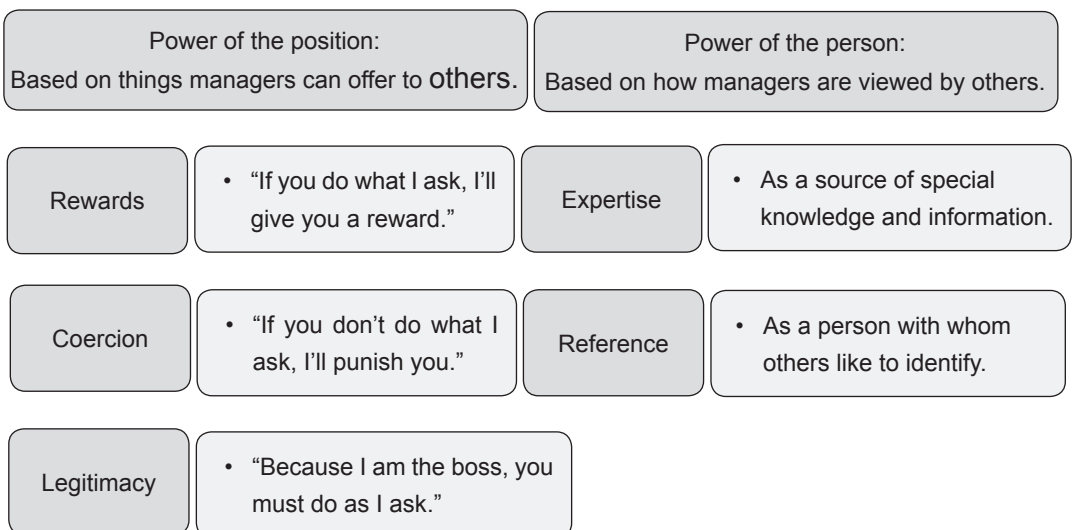 Power of the position:
Based on things managers can offer to others.
Power of the person:
Based on how managers are viewed by others.
Rewards
• “If you do what I ask, I’ll
give you a reward.”
Expertise
• As a source of special
knowledge and information.
Coercion
• “If you don’t do what I
ask, I’ll punish you.”
Reference
• As a person with whom
others like to identify.
Legitimacy
• “Because I am the boss, you
must do as I ask.”